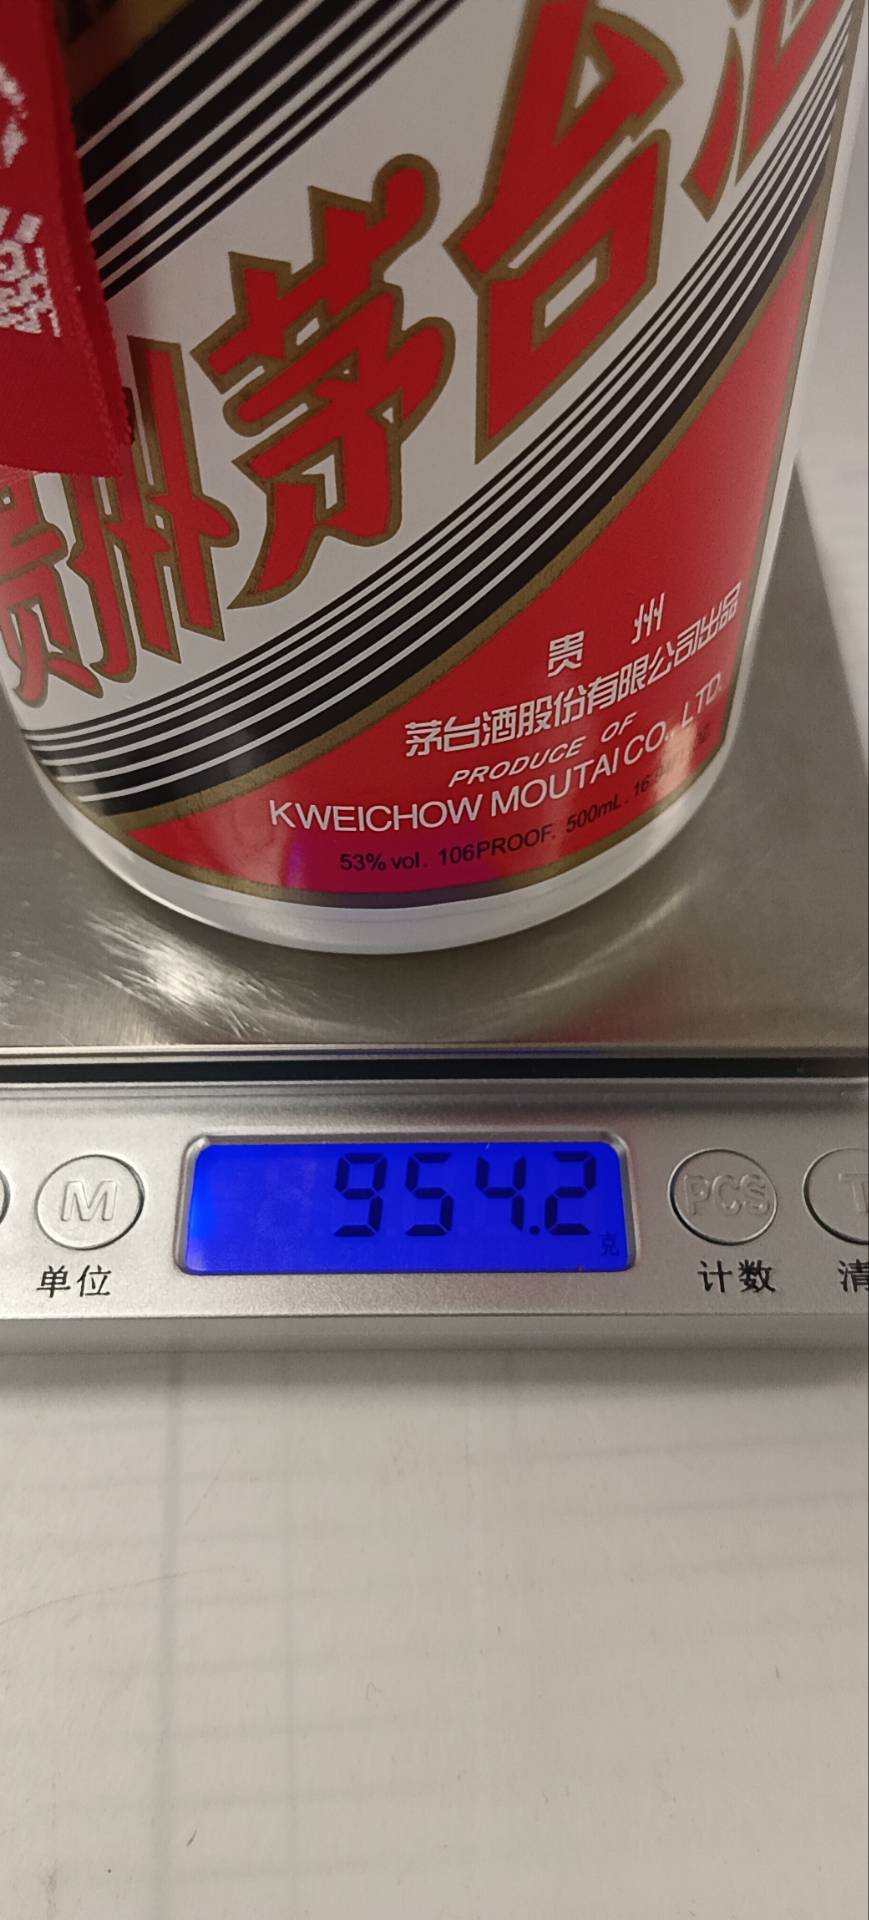 贵州茅台酒
贵州
茅台酒股份有限公司出品
PRODUCE OF
KWEICHOW MOUTAI CO., LTD.
53% vol. 106PROOF. 500mL.
954.2
克
M
PCS
T
单位
计数
清